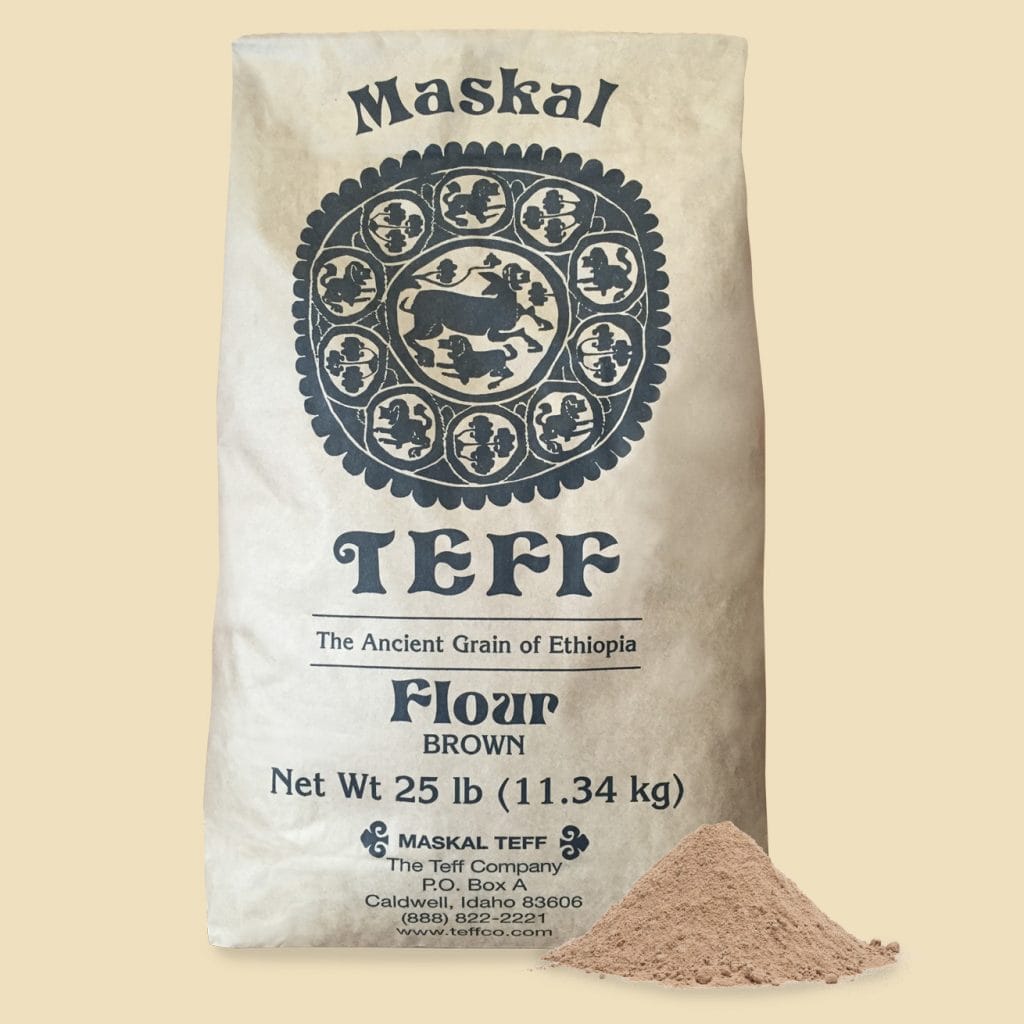 Maskal
TEFF
The Ancient Grain of Ethiopia
Flour
BROWN
Net Wt 25 lb (11.34 kg)
MASKAL TEFF
The Teff Company
P.O. Box A
Caldwell, Idaho 83606
(888) 822-2221
www.teffco.com